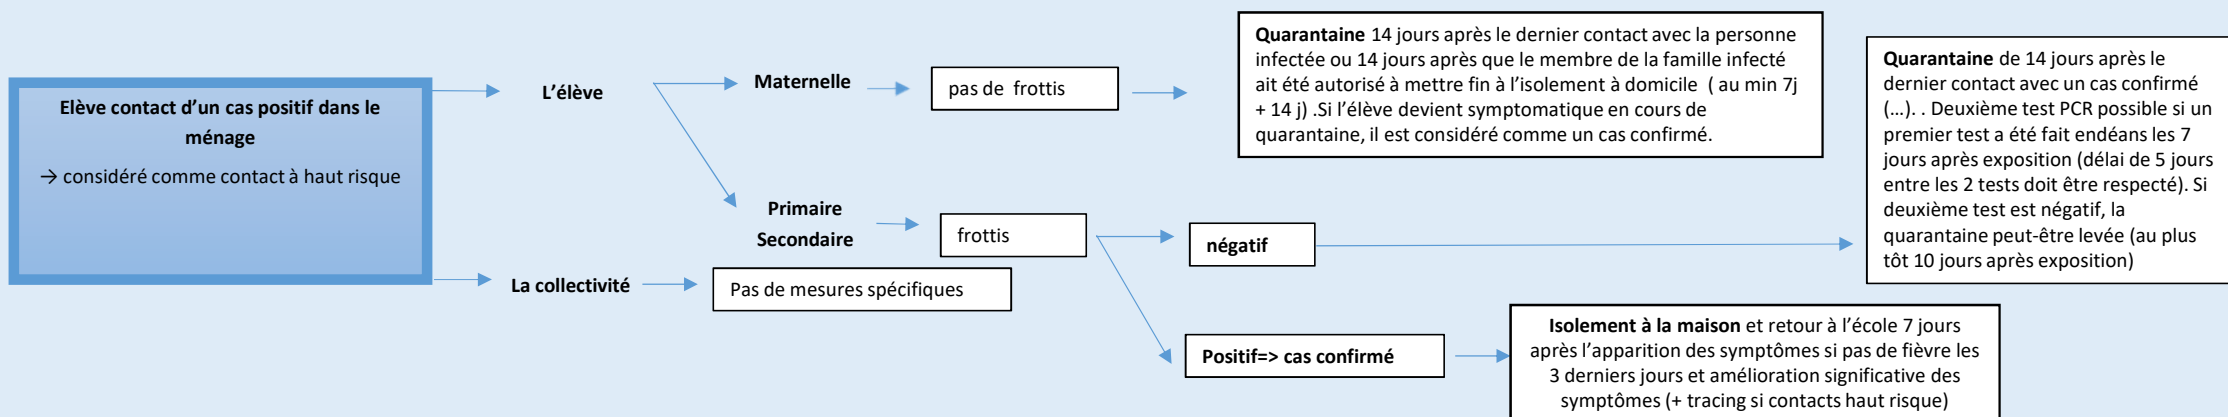 Elève contact d’un cas positif dans le
ménage
→ considéré comme contact à haut risque
L’élève
Maternelle
pas de frottis
Quarantaine 14 jours après le dernier contact avec la personne
infectée ou 14 jours après que le membre de la famille infecté
ait été autorisé à mettre fin à l’isolement à domicile ( au min 7j
+ 14 j) .Si l’élève devient symptomatique en cours de
quarantaine, il est considéré comme un cas confirmé.
Primaire
Secondaire
frottis
négatif
Quarantaine de 14 jours après le
dernier contact avec un cas confirmé
(...). . Deuxième test PCR possible si un
premier test a été fait endéans les 7
jours après exposition (délai de 5 jours
entre les 2 tests doit être respecté). Si
deuxième test est négatif, la
quarantaine peut-être levée (au plus
tôt 10 jours après exposition)
Positif=> cas confirmé
Isolement à la maison et retour à l’école 7 jours
après l’apparition des symptômes si pas de fièvre les
3 derniers jours et amélioration significative des
symptômes (+ tracing si contacts haut risque)
La collectivité
Pas de mesures spécifiques